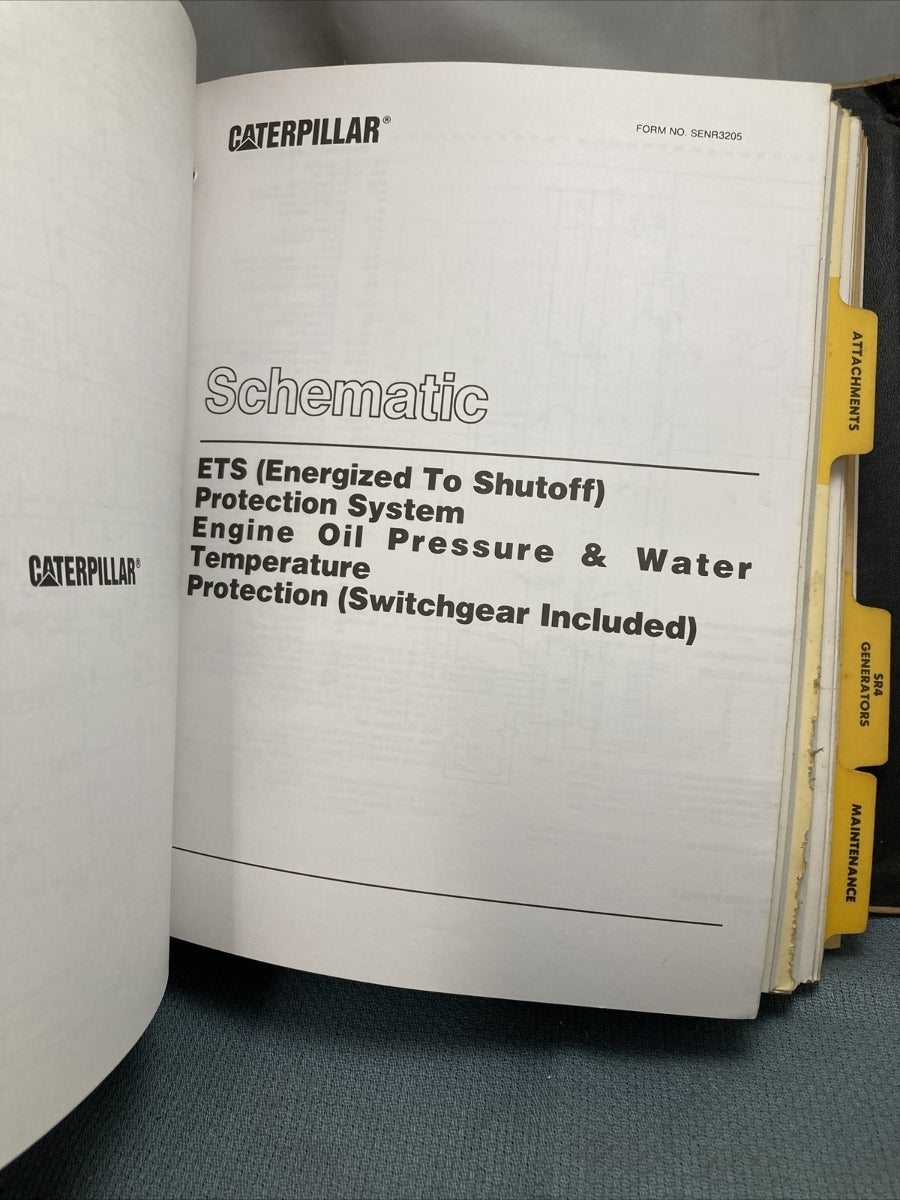 CATERPILLAR®
CATERPILLAR®
FORM NO. SENR3205
Schematic
ETS (Energized To Shutoff)
Protection System
Engine Oil Pressure & Water
Temperature
Protection (Switchgear Included)
ATTACHMENTS
SR4
GENERATORS
MAINTENANCE